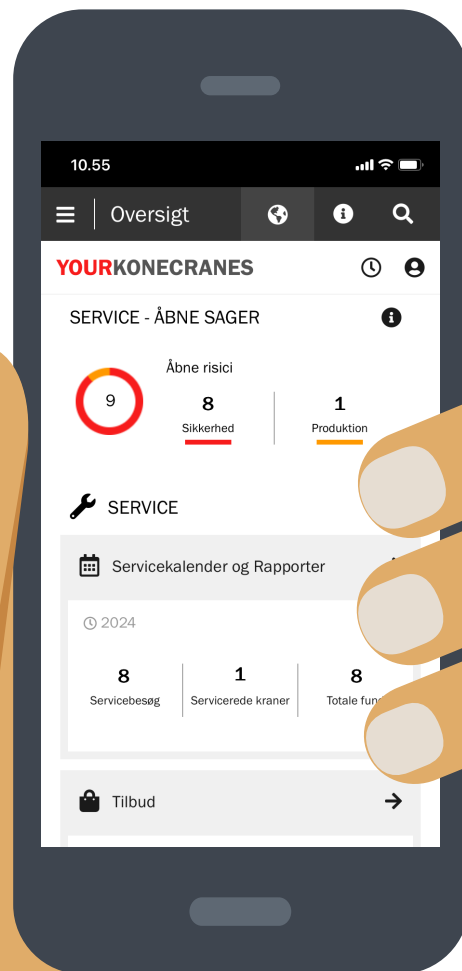 10.55
Oversigt
YOURKONECRANES
SERVICE - ÅBNE SAGER
Åbne risici
9
8
1
Sikkerhed
Produktion
SERVICE
Servicekalender og Rapporter
2024
8
1
8
Servicebesøg
Servicerede kraner
Totale
Tilbud